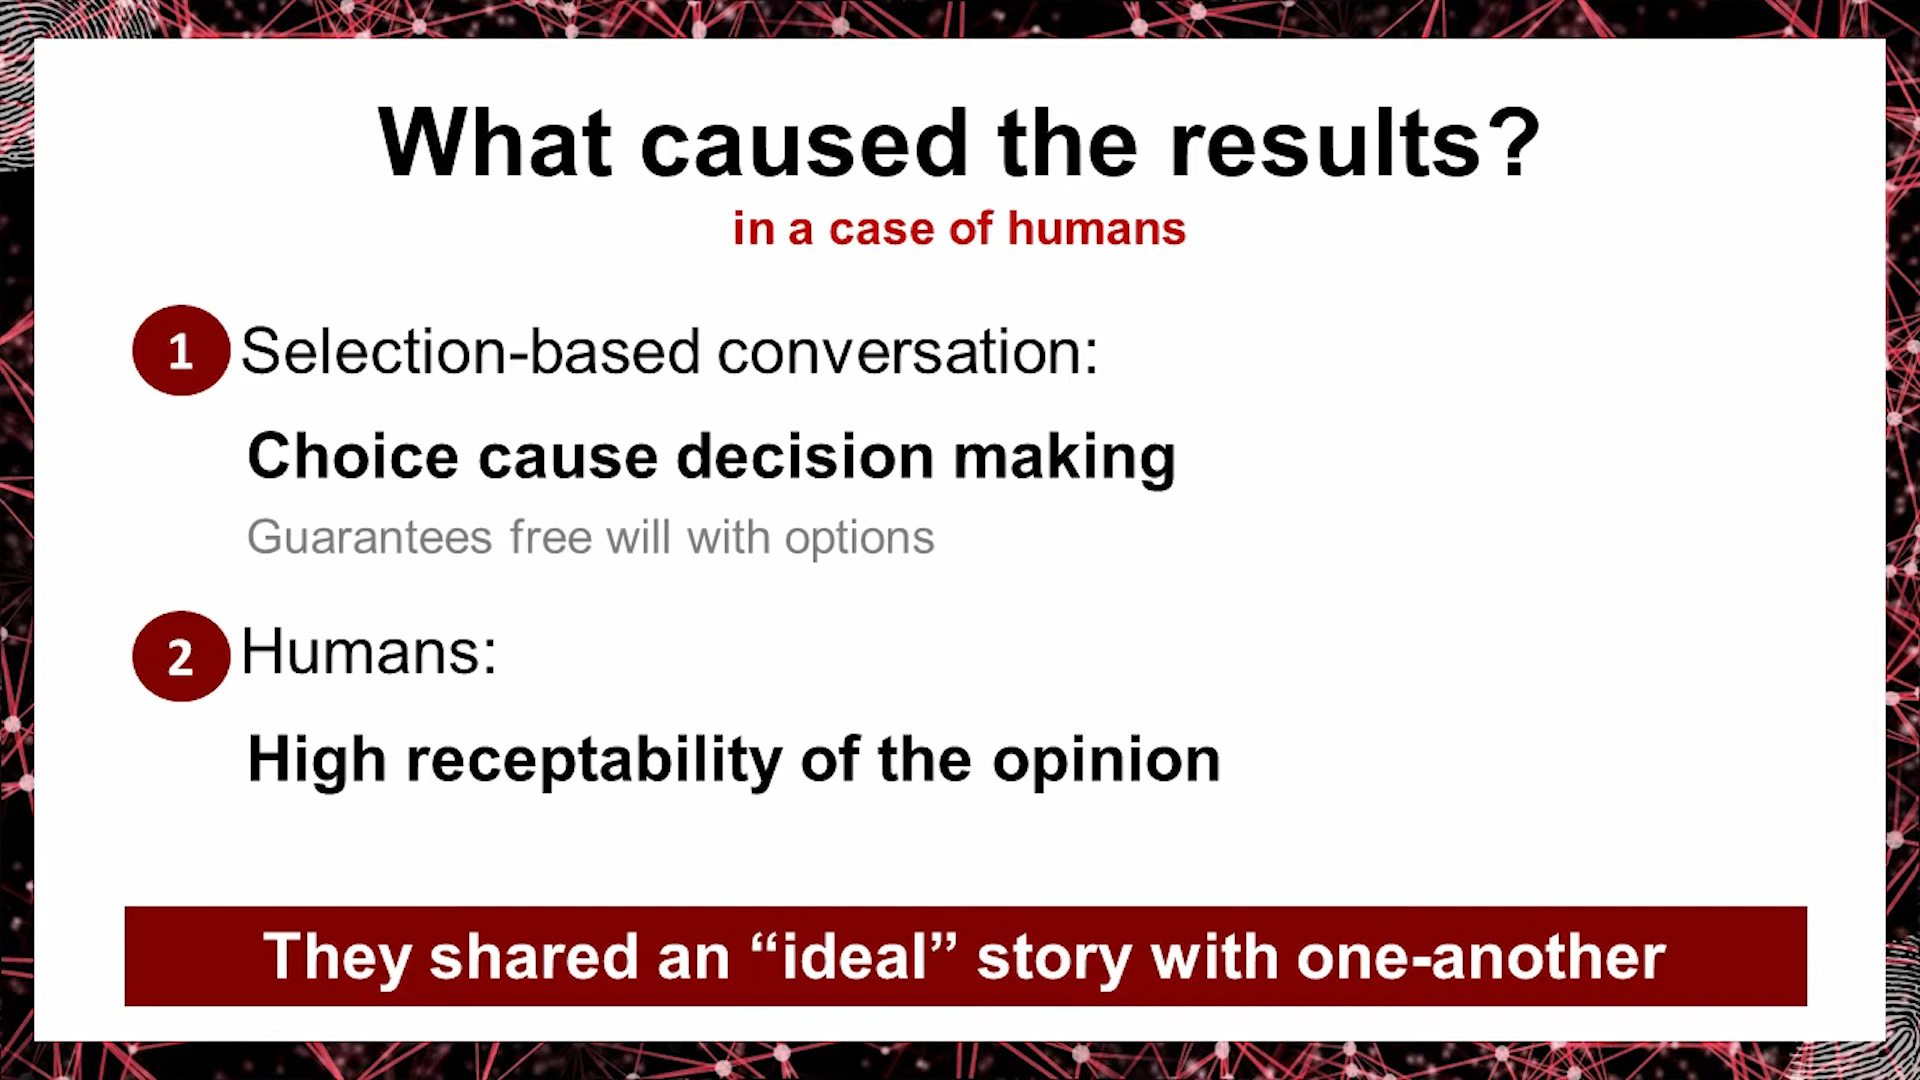 What caused the results?
in a case of humans
1 Selection-based conversation:
Choice cause decision making
Guarantees free will with options
2 Humans:
High receptability of the opinion
They shared an “ideal” story with one-another